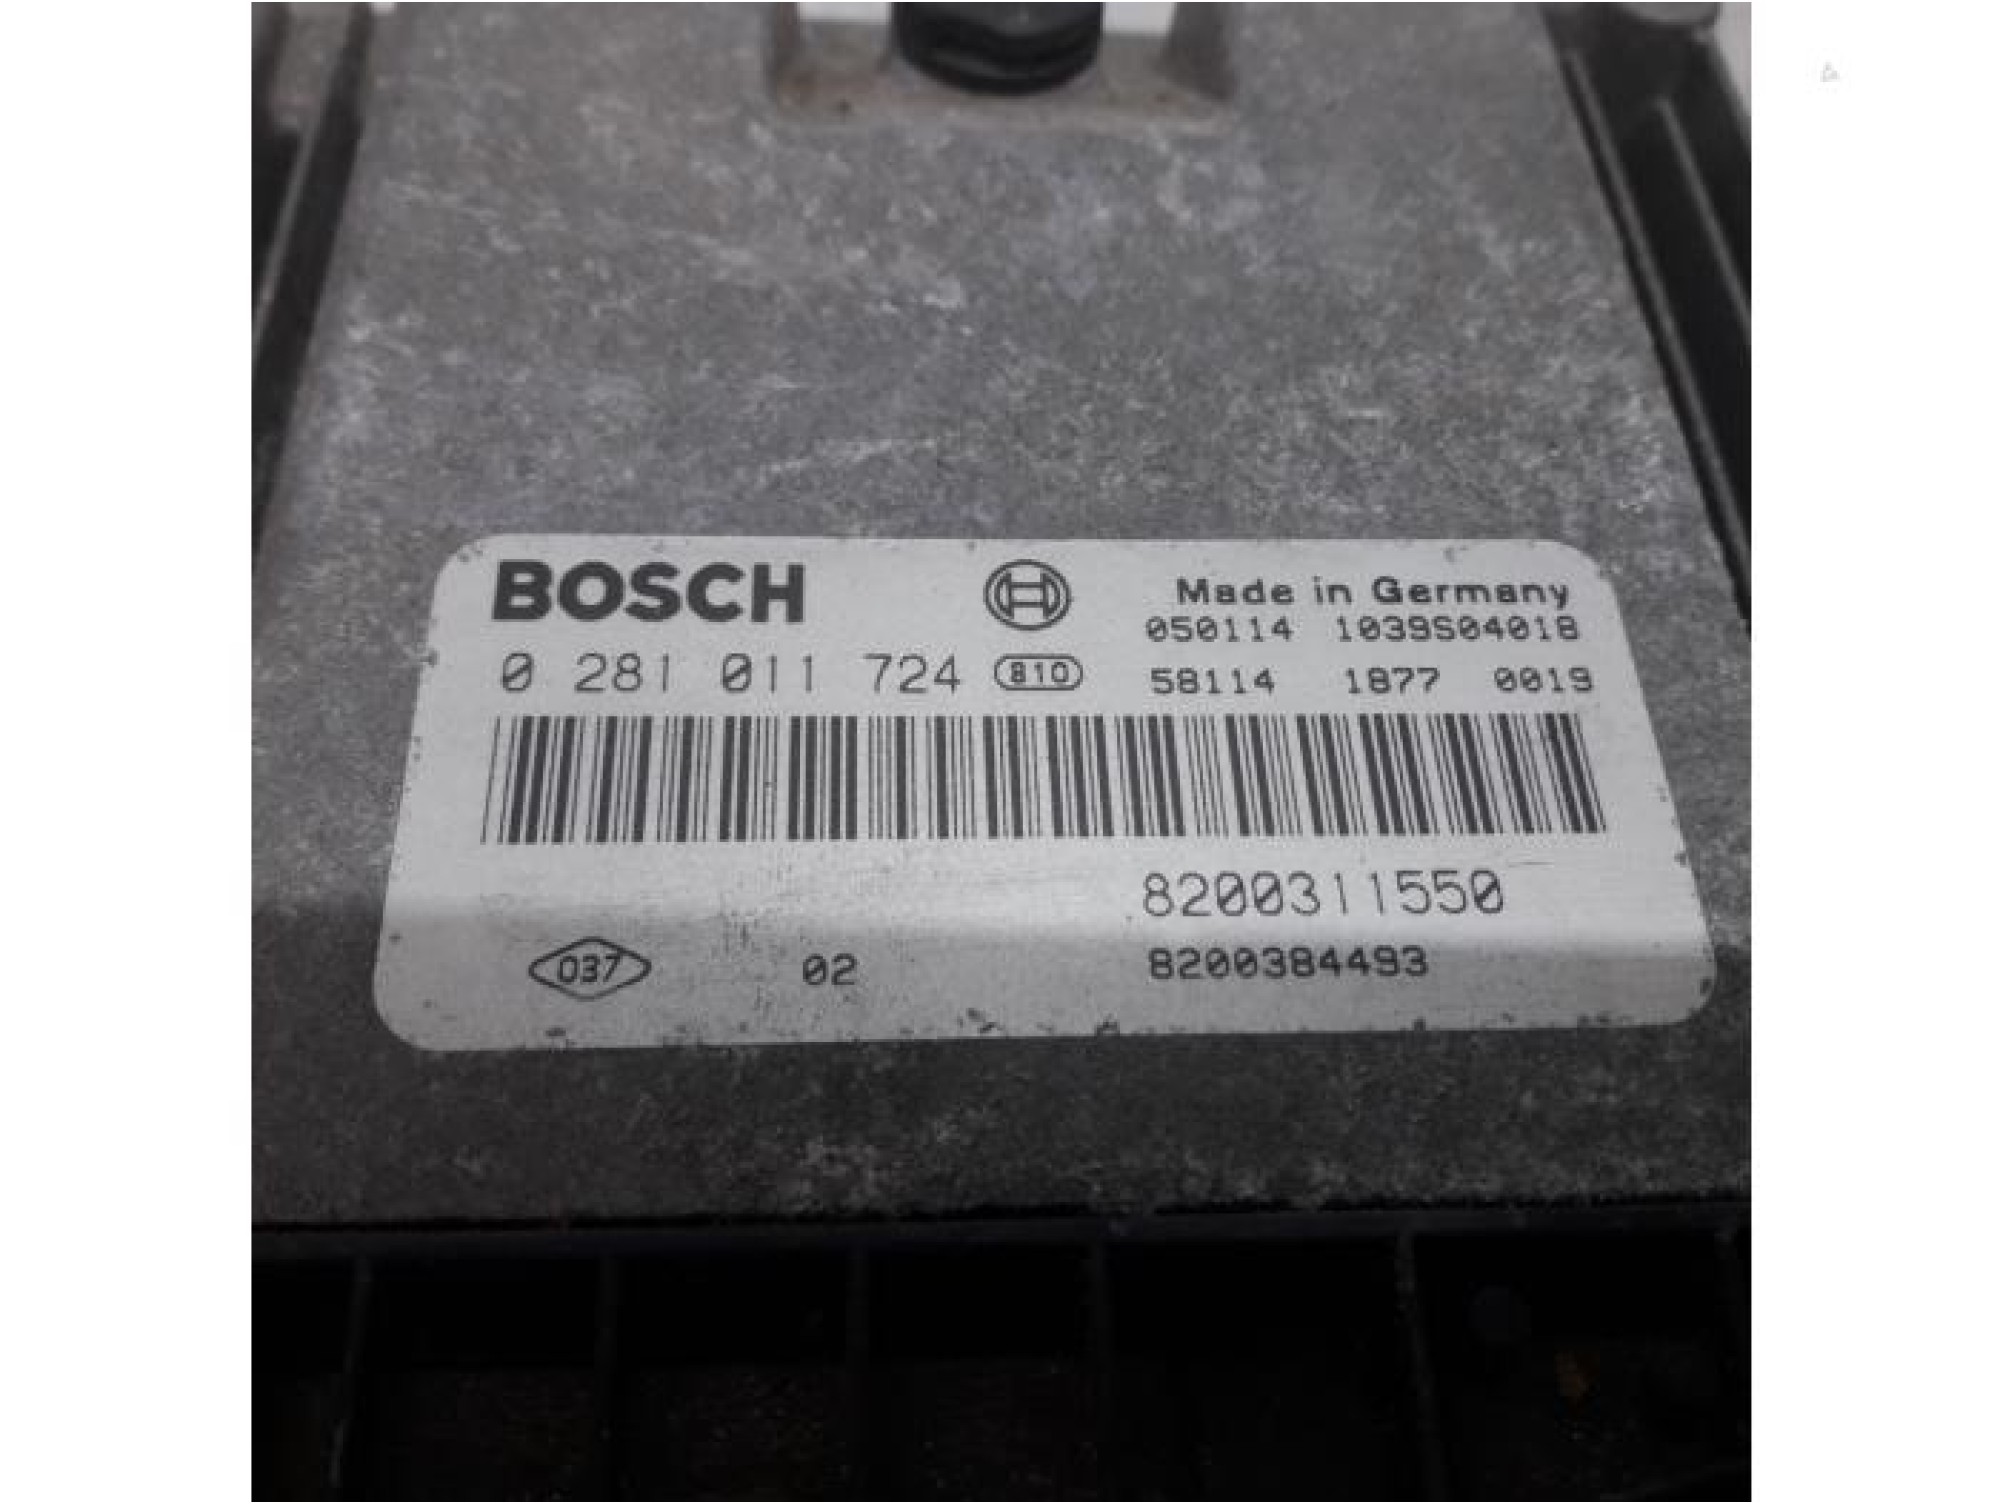 BOSCH
Made in Germany
050114 1039S04018
0 281 011 724 810
58114 1877 0019
8200311550
037 02 8200384493